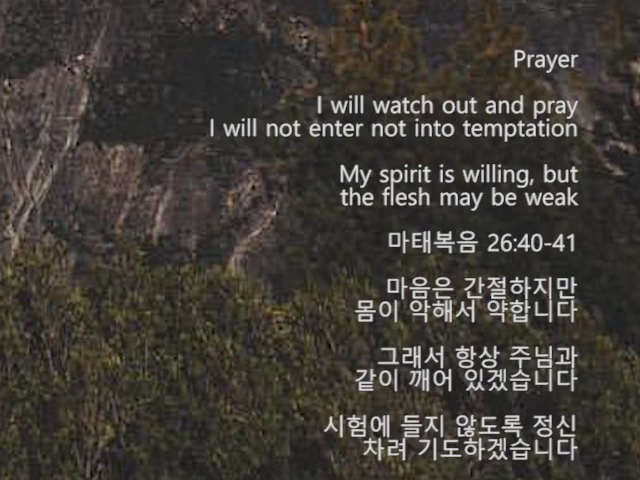 Prayer
I will watch out and pray
I will not enter not into temptation
My spirit is willing, but
the flesh may be weak
마태복음 26:40-41
마음은 간절하지만
몸이 악해서 약합니다
그래서 항상 주님과
같이 깨어 있겠습니다
시험에 들지 않도록 정신
차려 기도하겠습니다